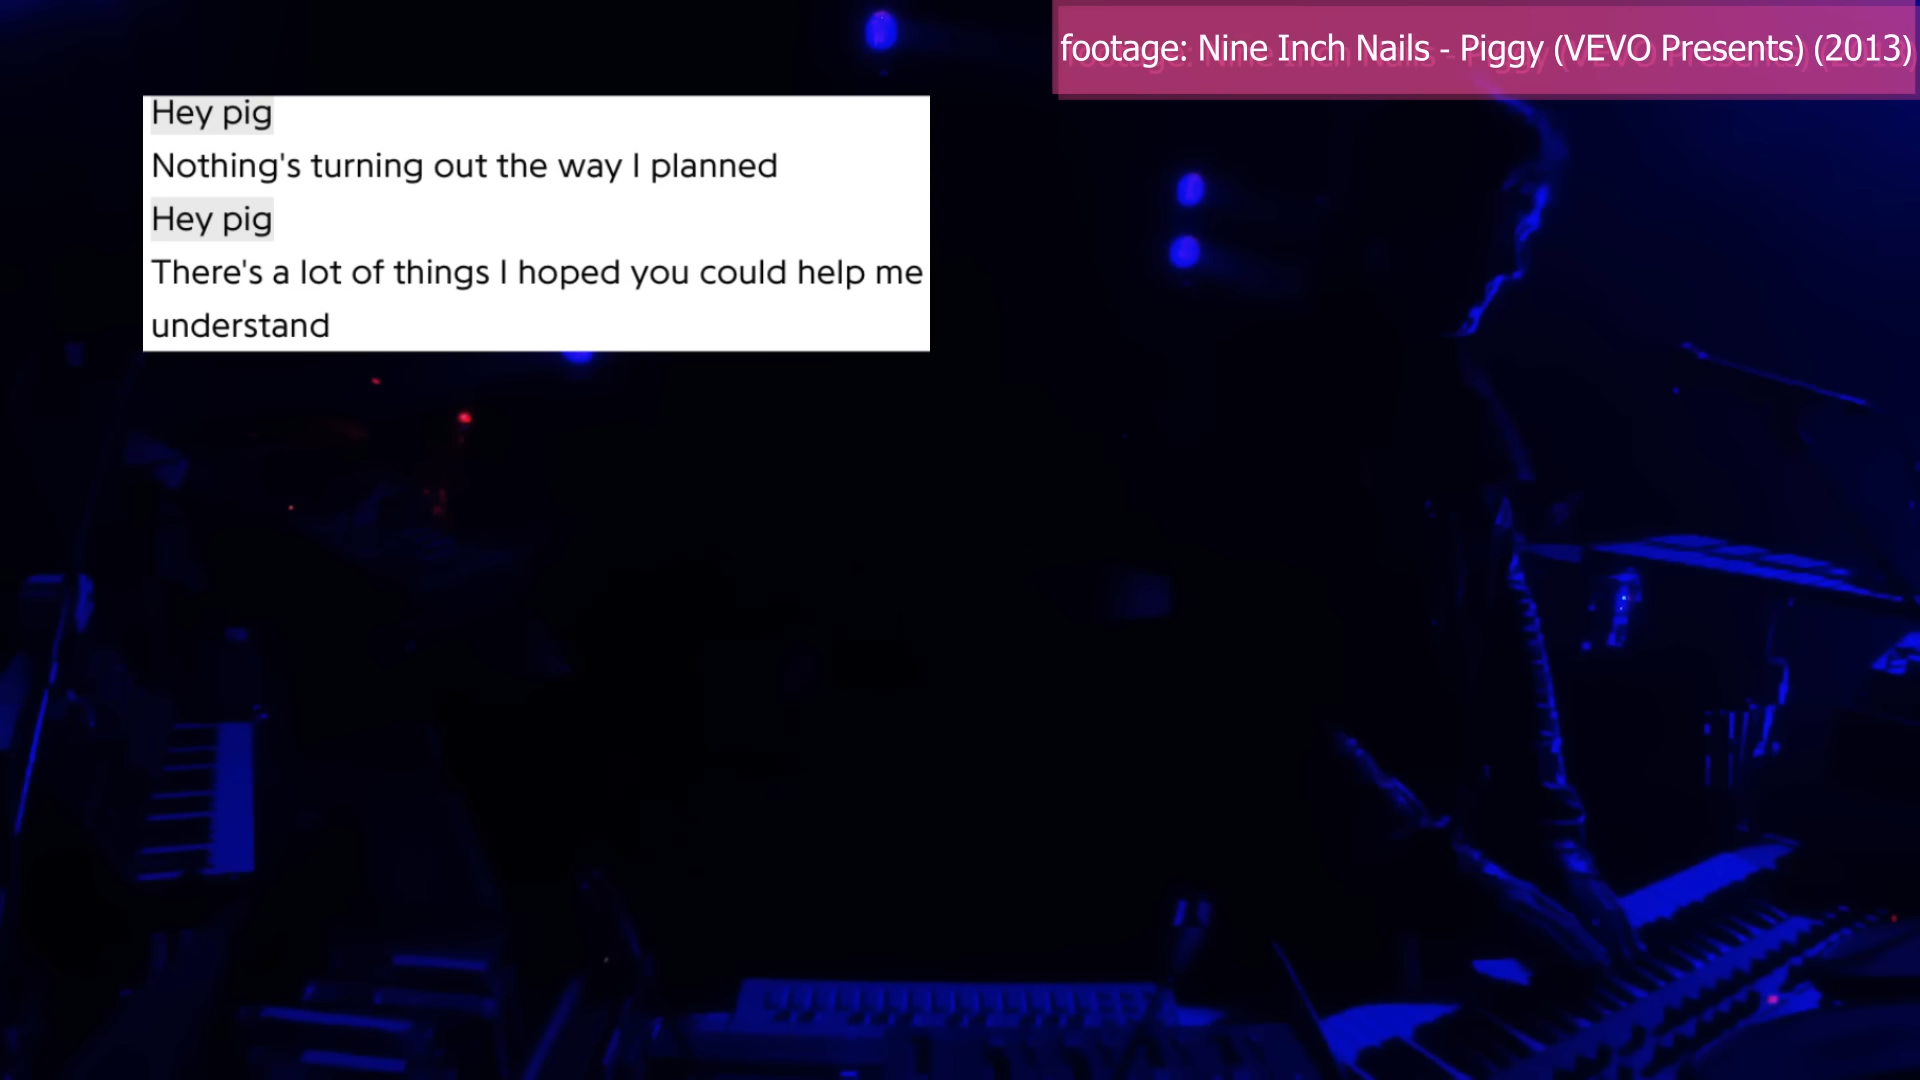 footage: Nine Inch Nails - Piggy (VEVO Presents) (2013)
Hey pig
Nothing's turning out the way I planned
Hey pig
There's a lot of things I hoped you could help me
understand